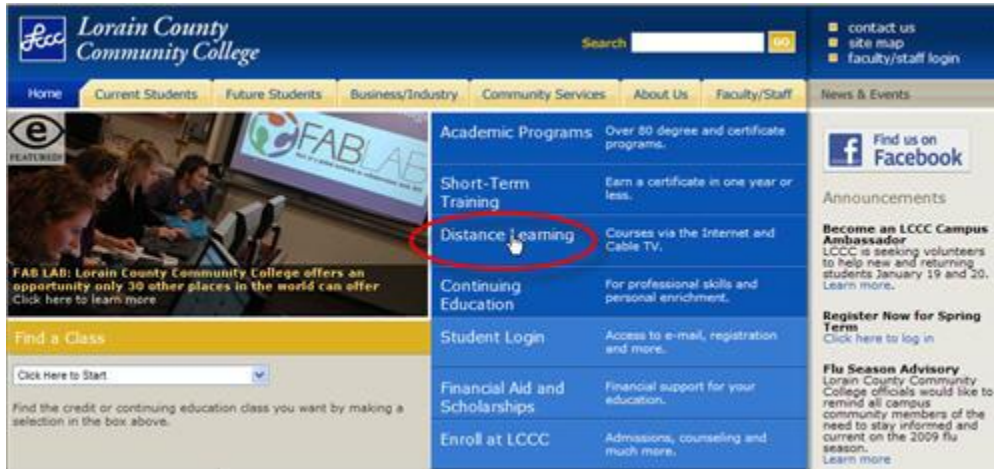 lccc
Lorain County
Community College
Search
GO
contact us
site map
faculty/staff login
Home
Current Students
Future Students
Business/Industry
Community Services
About Us
Faculty/Staff
News & Events
e
FEATURED!
FAB LAB
FAB LAB: Lorain County Community College offers an
opportunity only 30 other places in the world can offer
Click here to learn more
Find a Class
Click Here to Start
Find the credit or continuing education class you want by making a
selection in the box above.
Academic Programs
Over 80 degree and certificate
programs.
Short-Term
Training
Earn a certificate in one year or
less.
Distance Learning
Courses via the Internet and
Cable TV.
Continuing
Education
For professional skills and
personal enrichment.
Student Login
Access to e-mail, registration
and more.
Financial Aid and
Scholarships
Financial support for your
education.
Enroll at LCCC
Admissions, counseling and
much more.
f
Find us on
Facebook
Announcements
Become an LCCC Campus
Ambassador
LCCC is seeking volunteers
to help new and returning
students January 19 and 20.
Learn more.
Register Now for Spring
Term
Click here to log in
Flu Season Advisory
Lorain County Community
College officials would like to
remind all campus
community members of the
need to stay informed and
current on the 2009 flu
season.
Learn more